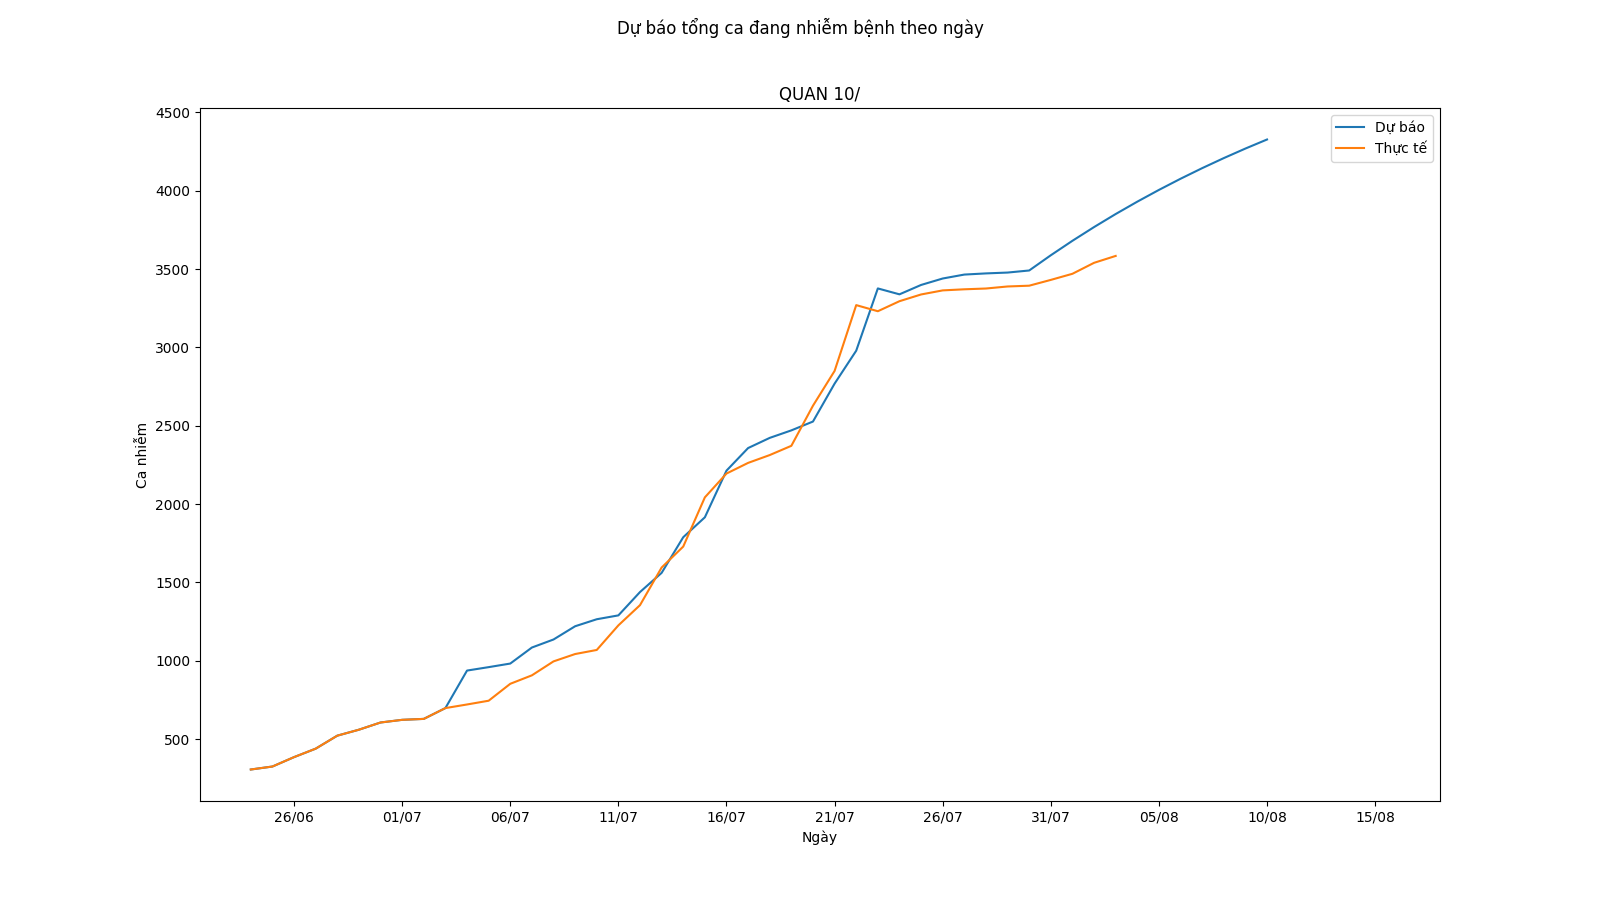 Dự báo tổng ca đang nhiễm bệnh theo ngày
QUAN 10/
Dự báo
Thực tế
4500
4000
3500
3000
2500
2000
1500
1000
500
Ca nhiễm
26/06 01/07 06/07 11/07 16/07 21/07 26/07 31/07 05/08 10/08 15/08
Ngày